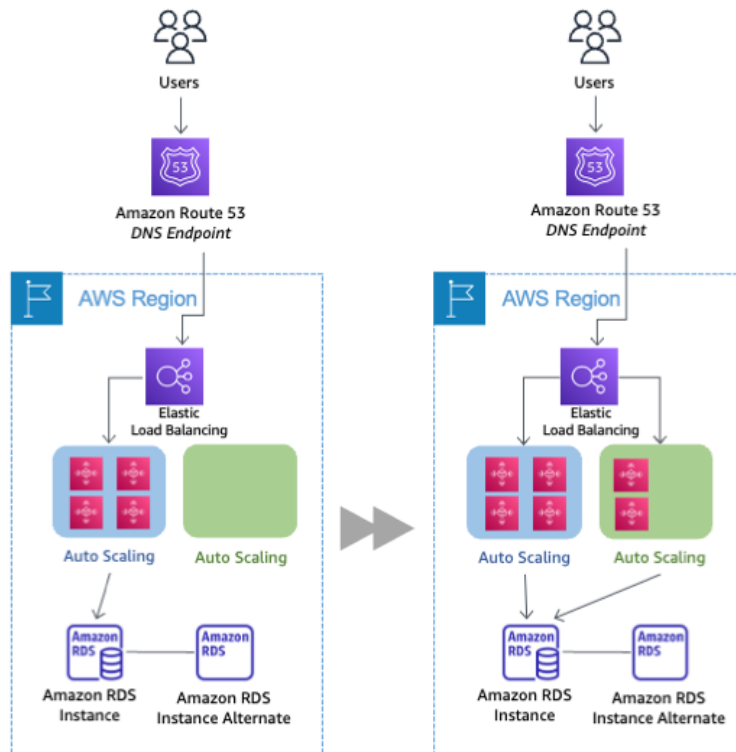 Users
53
Amazon Route 53
DNS Endpoint
AWS Region
Elastic
Load Balancing
Auto Scaling
Auto Scaling
Amazon
RDS
Amazon
RDS
Amazon RDS
Instance
Amazon RDS
Instance Alternate
Users
53
Amazon Route 53
DNS Endpoint
AWS Region
Elastic
Load Balancing
Auto Scaling
Auto Scaling
Amazon
RDS
Amazon
RDS
Amazon RDS
Instance
Amazon RDS
Instance Alternate